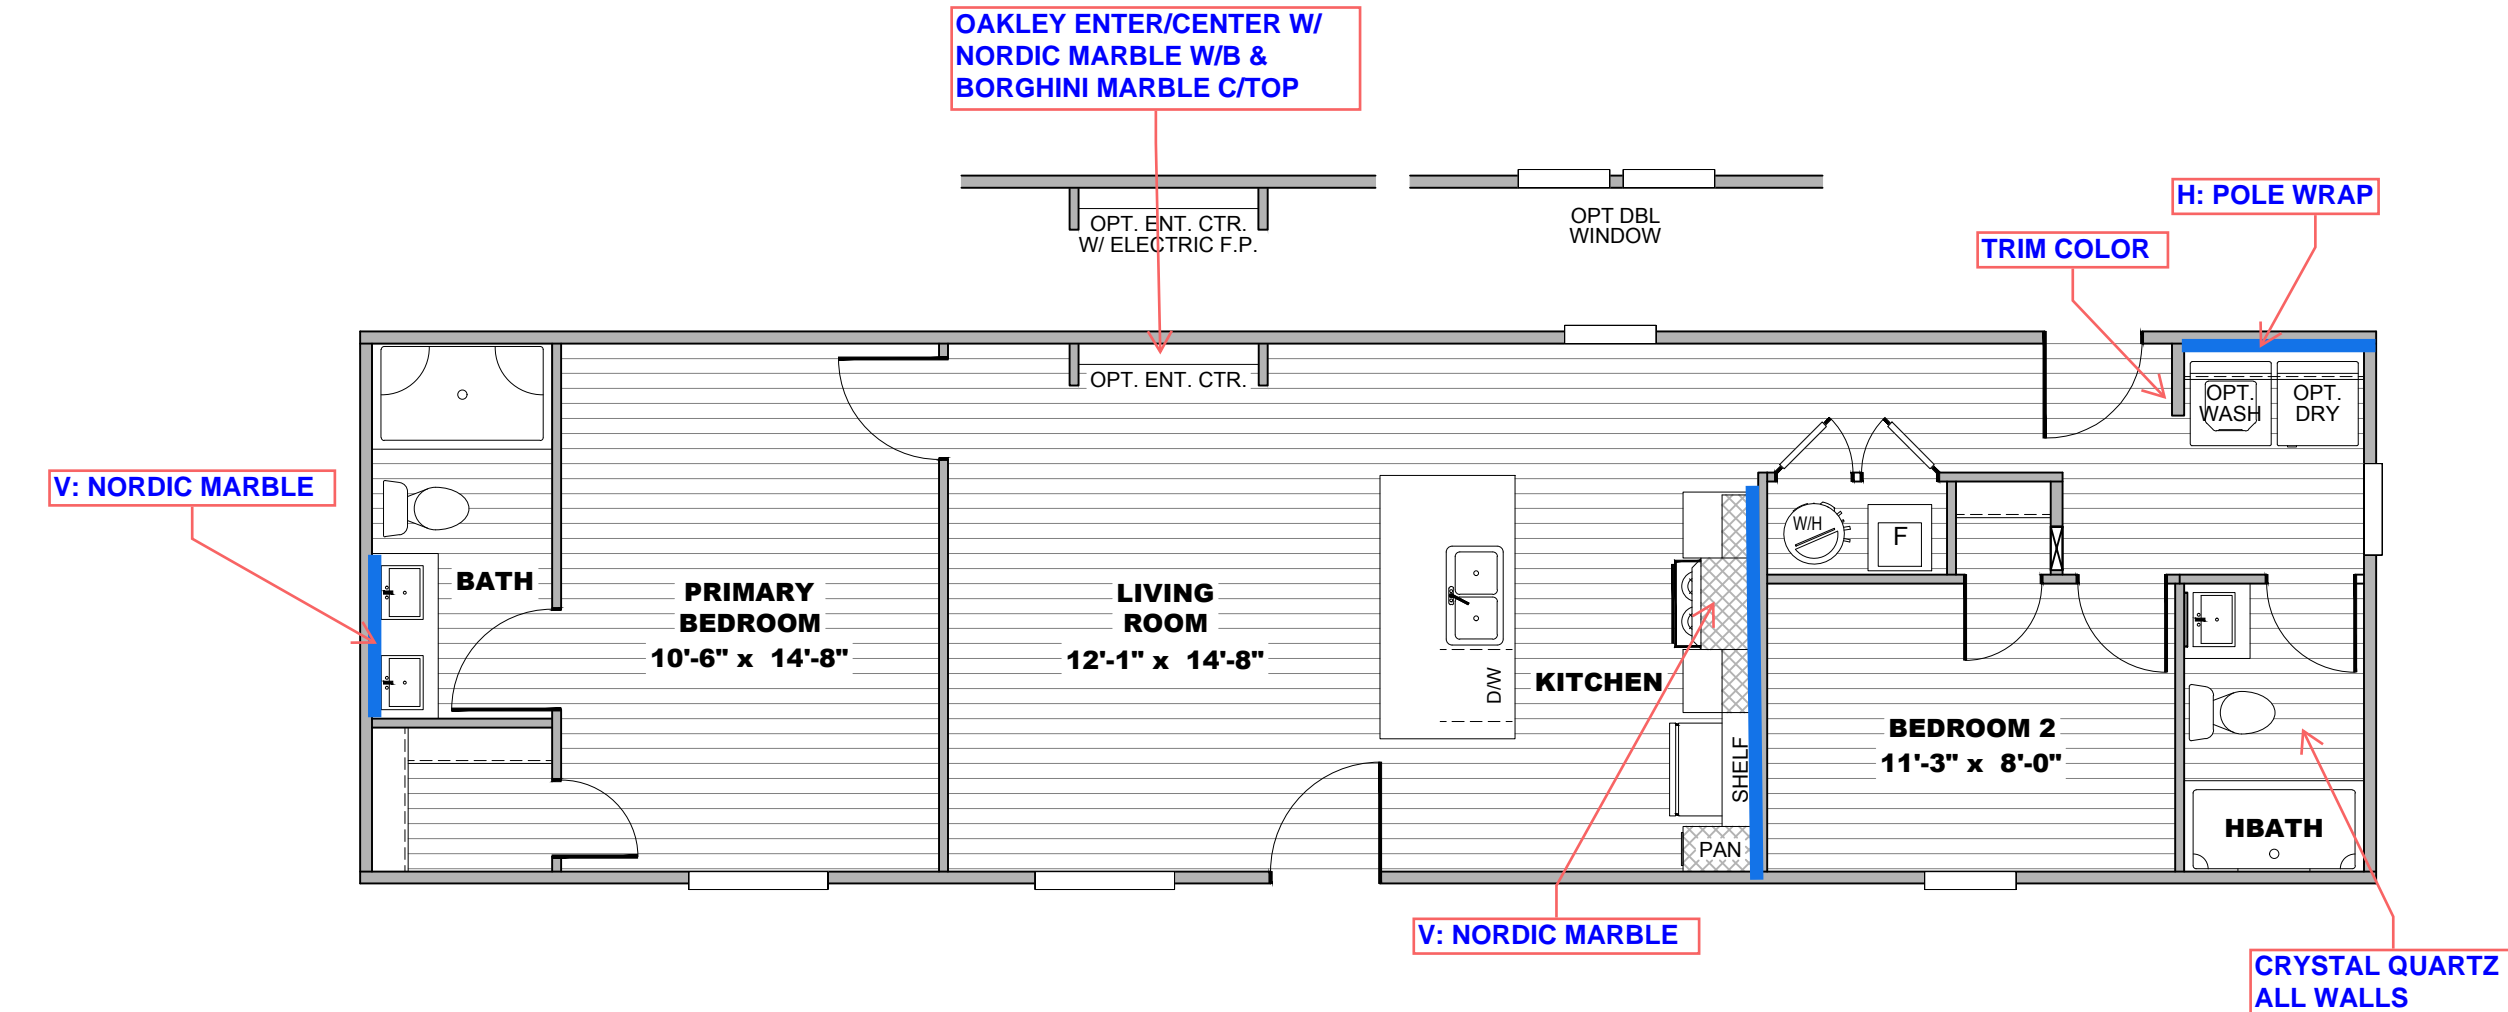 OAKLEY ENTER/CENTER W/
NORDIC MARBLE W/B &
BORGHINI MARBLE C/TOP
H: POLE WRAP
OPT. ENT. CTR.
W/ ELECTRIC F.P.
OPT DBL
WINDOW
TRIM COLOR
OPT. ENT. CTR.
OPT.
WASH
OPT.
DRY
V: NORDIC MARBLE
W/H
F
BATH
PRIMARY
BEDROOM
10'-6" x 14'-8"
LIVING
ROOM
12'-1" x 14'-8"
D/W
KITCHEN
SHELF
PAN
BEDROOM 2
11'-3" x 8'-0"
HBATH
V: NORDIC MARBLE
CRYSTAL QUARTZ
ALL WALLS